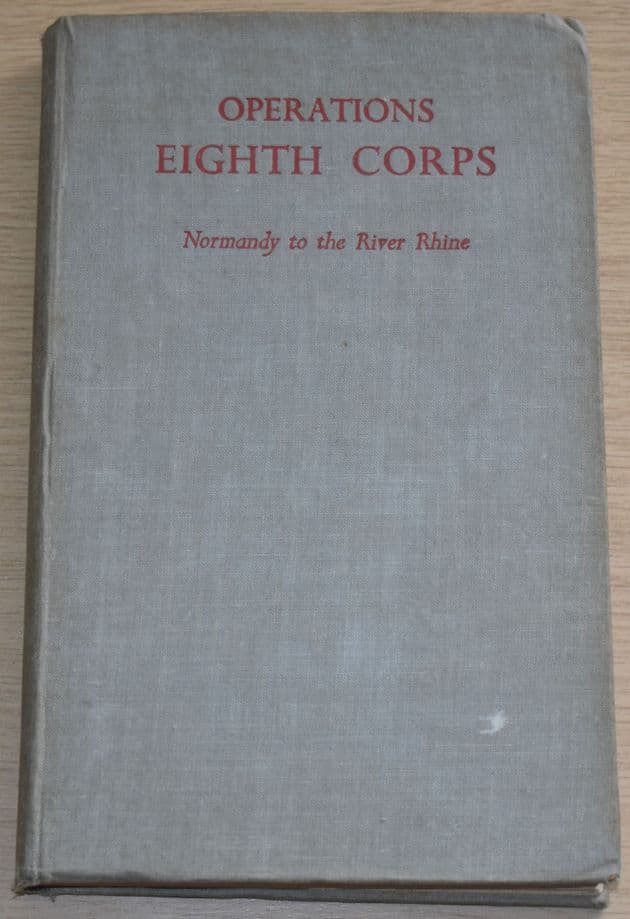 OPERATIONS
EIGHTH CORPS
Normandy to the River Rhine